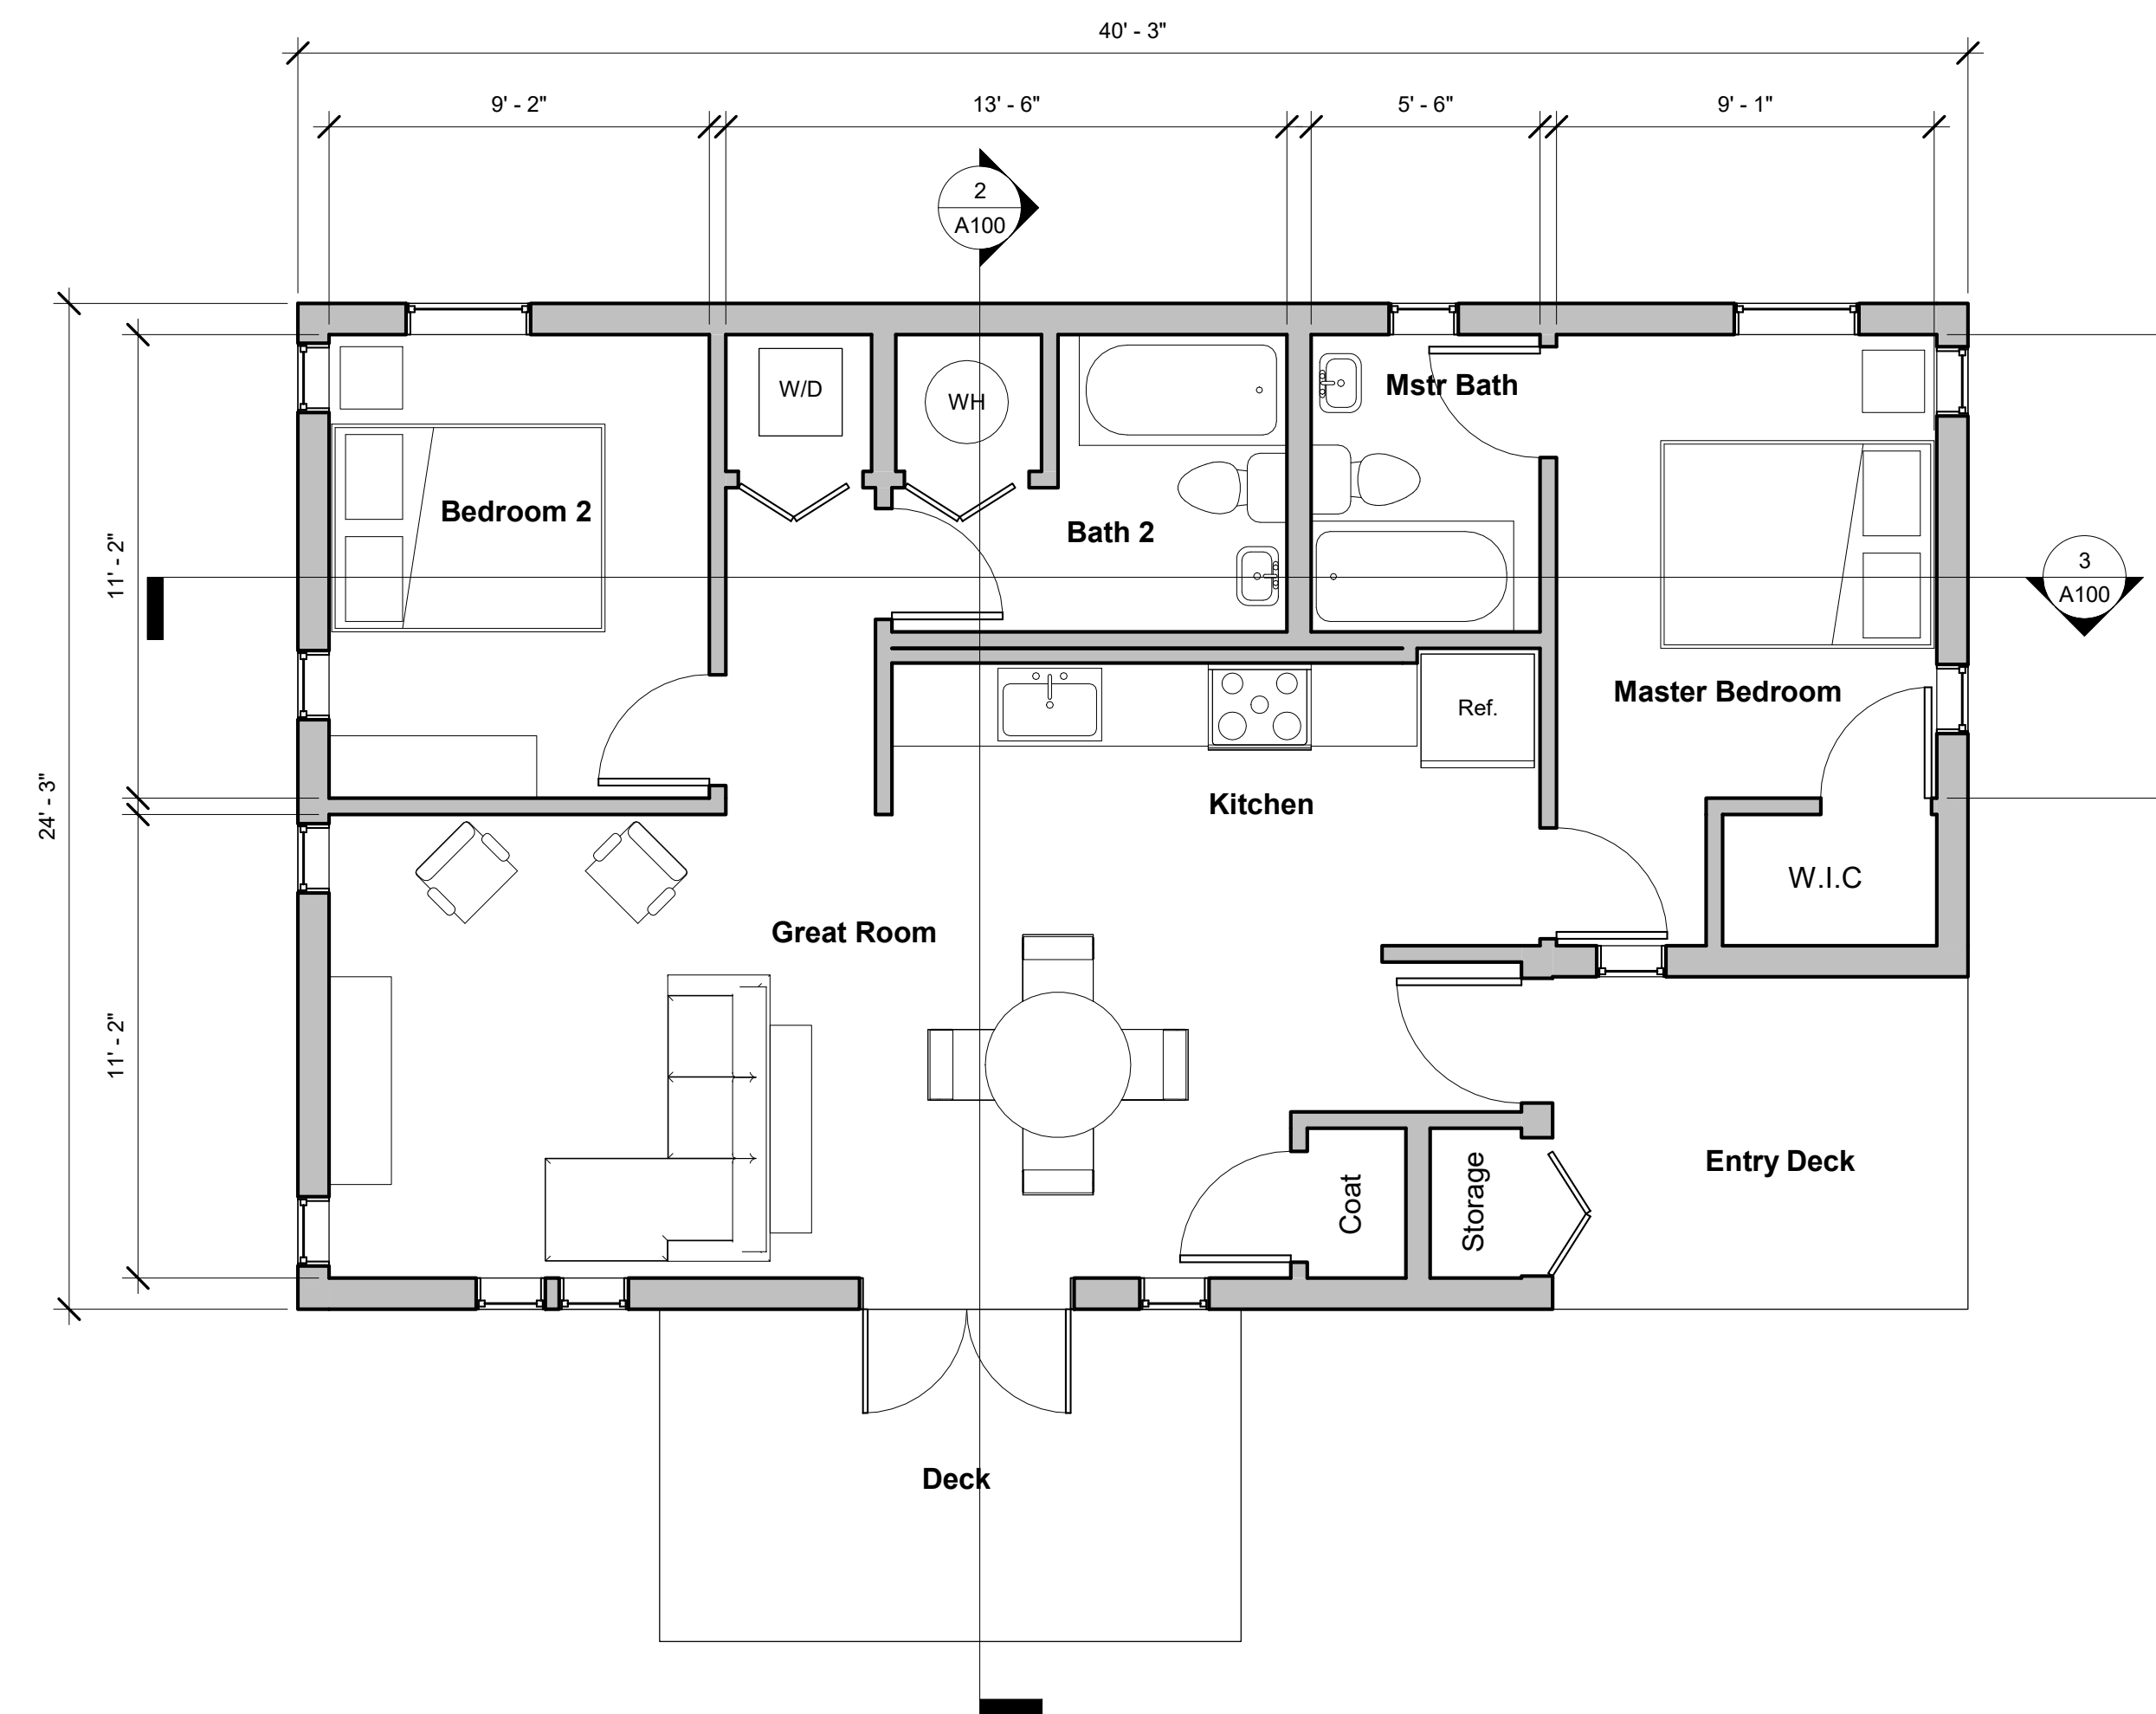 40' - 3"
9' - 2"
13' - 6"
5' - 6"
9' - 1"
2
A100
W/D
WH
Mstr Bath
Bedroom 2
Bath 2
11' - 2"
3
A100
Master Bedroom
Ref.
24' - 3"
Kitchen
W.I.C
Great Room
11' - 2"
Entry Deck
Coat
Storage
Deck